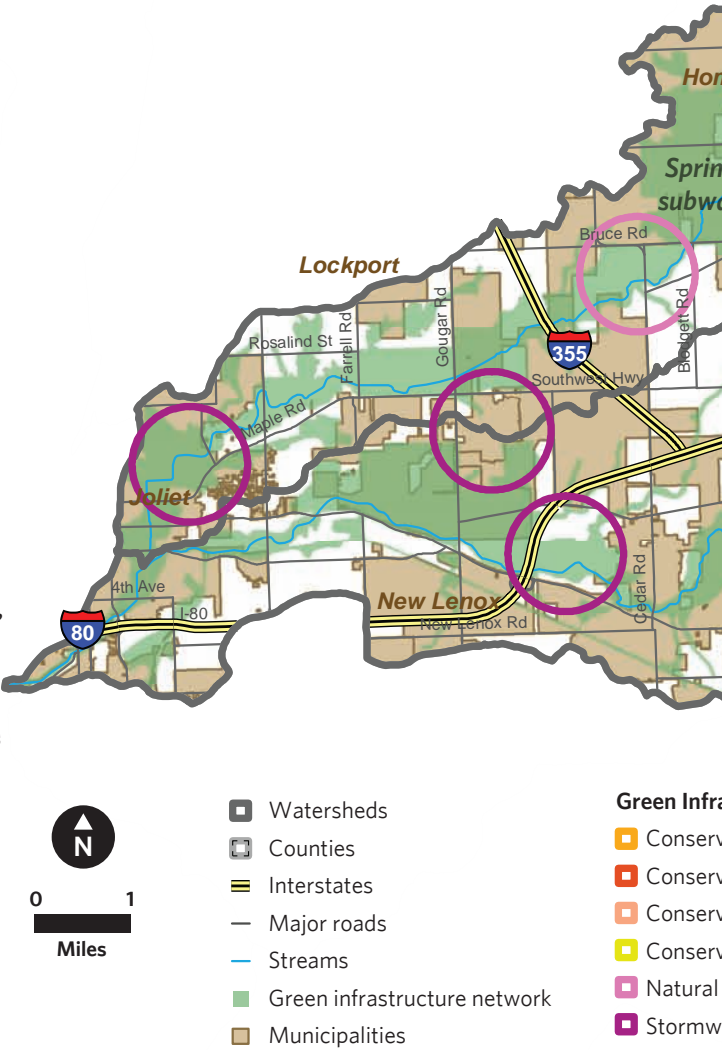 Hom
Sprin
subwa
Bruce Rd
Lockport
Gougar Rd
Blodgett Rd
Farrell Rd
Rosalind St
355
Southwest Hwy
Maple Rd
Joliet
4th Ave
New Lenox
Cedar Rd
I-80
80
New Lenox Rd
N
0 1
Miles
Watersheds
Counties
Interstates
Major roads
Streams
Green infrastructure network
Municipalities
Green Infra
Conserv
Conserv
Conserv
Conserv
Natural
Stormw